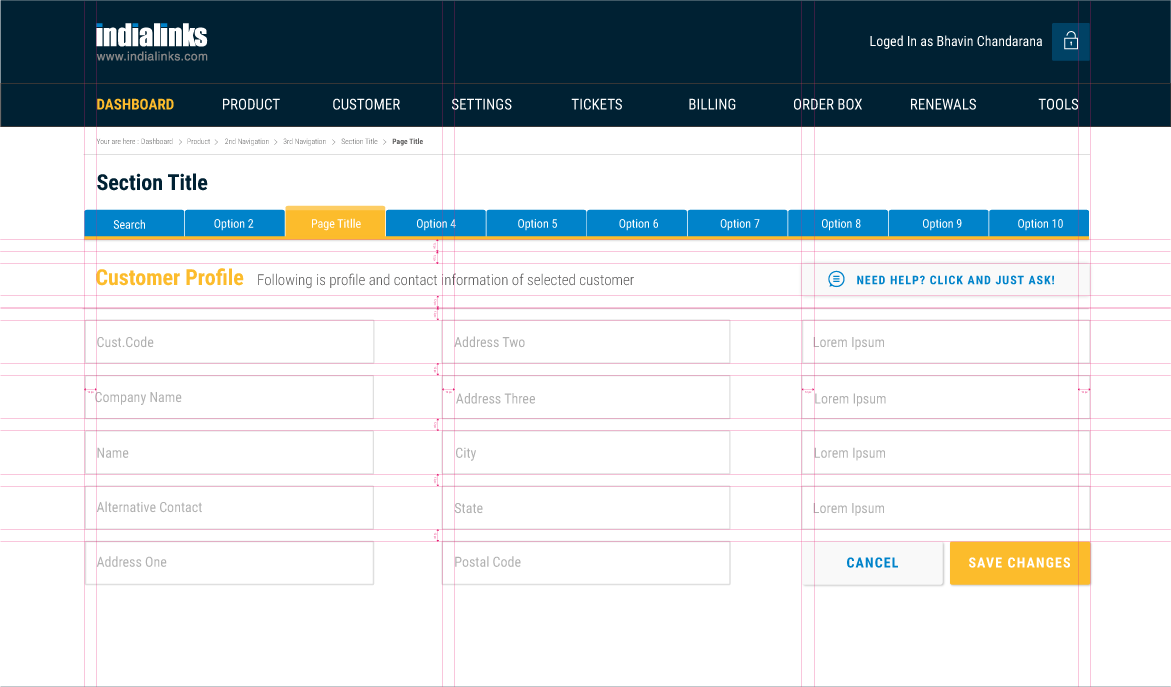 indialinks
www.indialinks.com
Loged In as Bhavin Chandarana
DASHBOARD PRODUCT CUSTOMER SETTINGS TICKETS BILLING ORDER BOX RENEWALS TOOLS
Your are here : Dashboard > Product > 2nd Navigation > 3rd Navigation > Section Title > Page Title
Section Title
Search Option 2 Page Titlle Option 4 Option 5 Option 6 Option 7 Option 8 Option 9 Option 10
Customer Profile Following is profile and contact information of selected customer NEED HELP? CLICK AND JUST ASK!
Cust.Code Address Two Lorem Ipsum
Company Name Address Three Lorem Ipsum
Name City Lorem Ipsum
Alternative Contact State Lorem Ipsum
Address One Postal Code CANCEL SAVE CHANGES